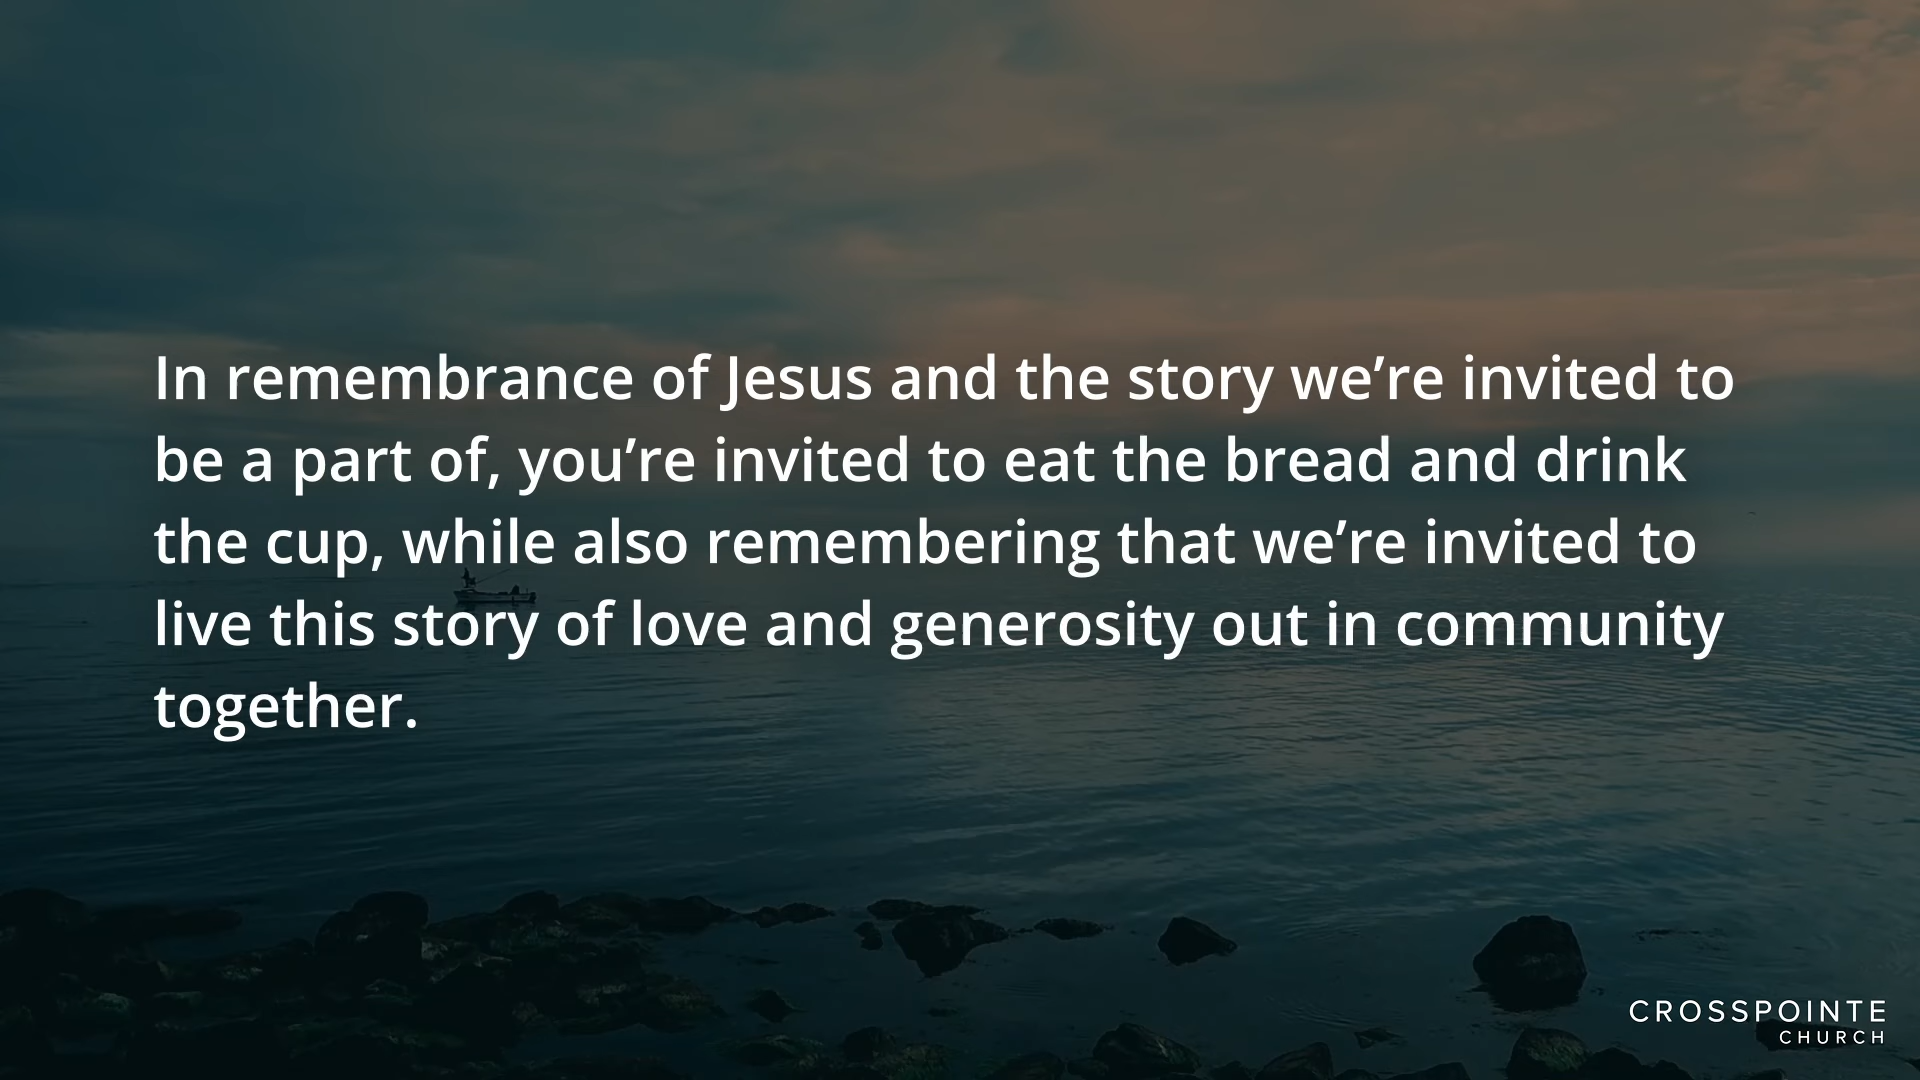 In remembrance of Jesus and the story we’re invited to
be a part of, you’re invited to eat the bread and drink
the cup, while also remembering that we’re invited to
live this story of love and generosity out in community
together.
CROSSPOINTE
CHURCH